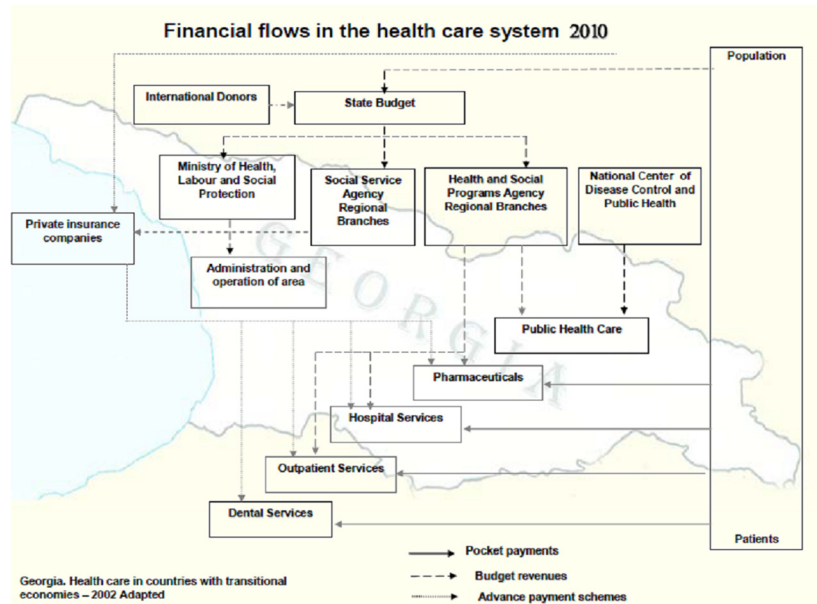 Financial flows in the health care system 2010
Population
International Donors
State Budget
Ministry of Health,
Labour and Social
Protection
Social Service
Agency
Regional
Branches
Health and Social
Programs Agency
Regional Branches
National Center of
Disease Control and
Public Health
Private insurance
companies
GEORGIA
Administration and
operation of area
Public Health Care
Pharmaceuticals
Hospital Services
Outpatient Services
Dental Services
Patients
Pocket payments
Budget revenues
Advance payment schemes
Georgia. Health care in countries with transitional
economies – 2002 Adapted